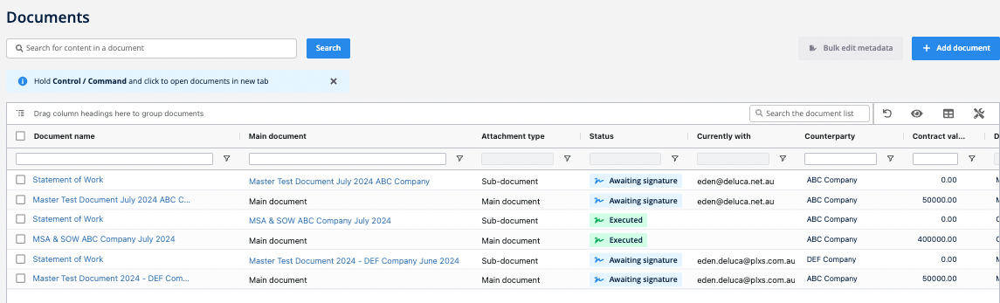 Documents
Search for content in a document Search Bulk edit metadata + Add document
Hold Control / Command and click to open documents in new tab
Drag column headings here to group documents Search the document list
Document name Main document Attachment type Status Currently with Counterparty Contract val... D
Statement of Work Master Test Document July 2024 ABC Company Sub-document Awaiting signature eden@deluca.net.au ABC Company 0.00
Master Test Document July 2024 ABC C... Main document Main document Awaiting signature eden@deluca.net.au ABC Company 50000.00
Statement of Work MSA & SOW ABC Company July 2024 Sub-document Executed ABC Company 0.00
MSA & SOW ABC Company July 2024 Main document Main document Executed ABC Company 400000.00
Statement of Work Master Test Document 2024 - DEF Company June 2024 Sub-document Awaiting signature eden.deluca@plxs.com.au DEF Company 0.00
Master Test Document 2024 - DEF Com... Main document Main document Awaiting signature eden.deluca@plxs.com.au ABC Company 50000.00